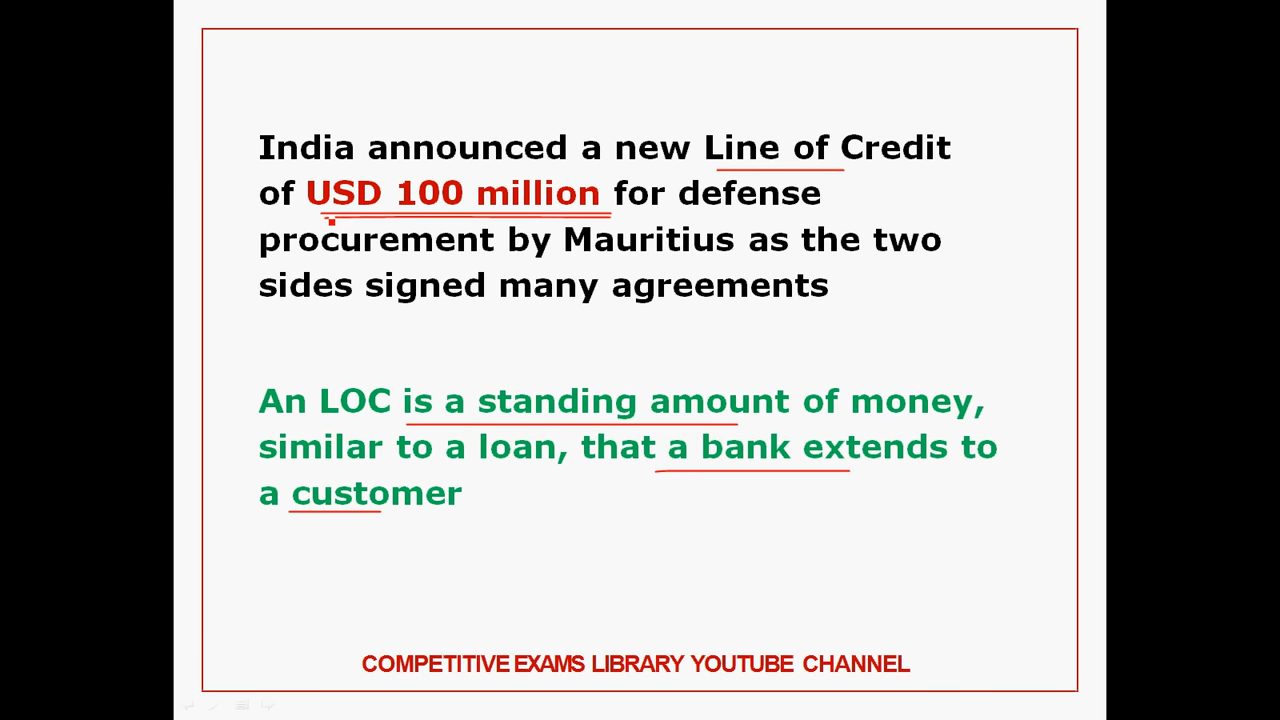 India announced a new Line of Credit
of USD 100 million for defense
procurement by Mauritius as the two
sides signed many agreements
An LOC is a standing amount of money,
similar to a loan, that a bank extends to
a customer
COMPETITIVE EXAMS LIBRARY YOUTUBE CHANNEL